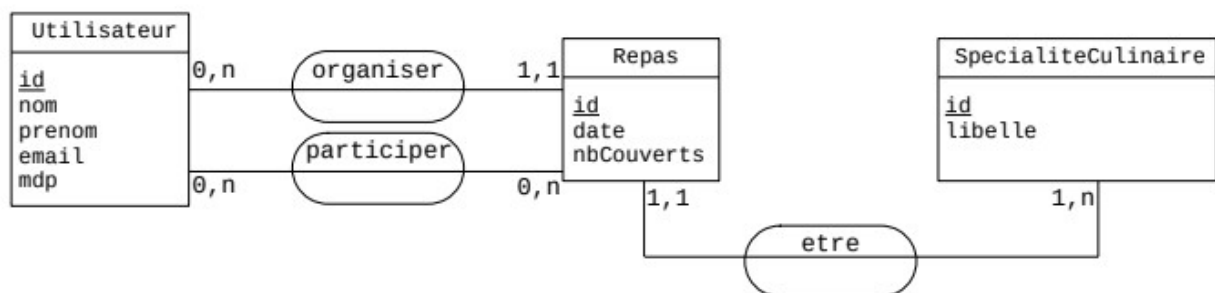 Utilisateur
id
nom
prenom
email
mdp
0,n
organiser
1,1
0,n
participer
0,n
Repas
id
date
nbCouverts
1,1
etre
1,n
SpecialiteCulinaire
id
libelle